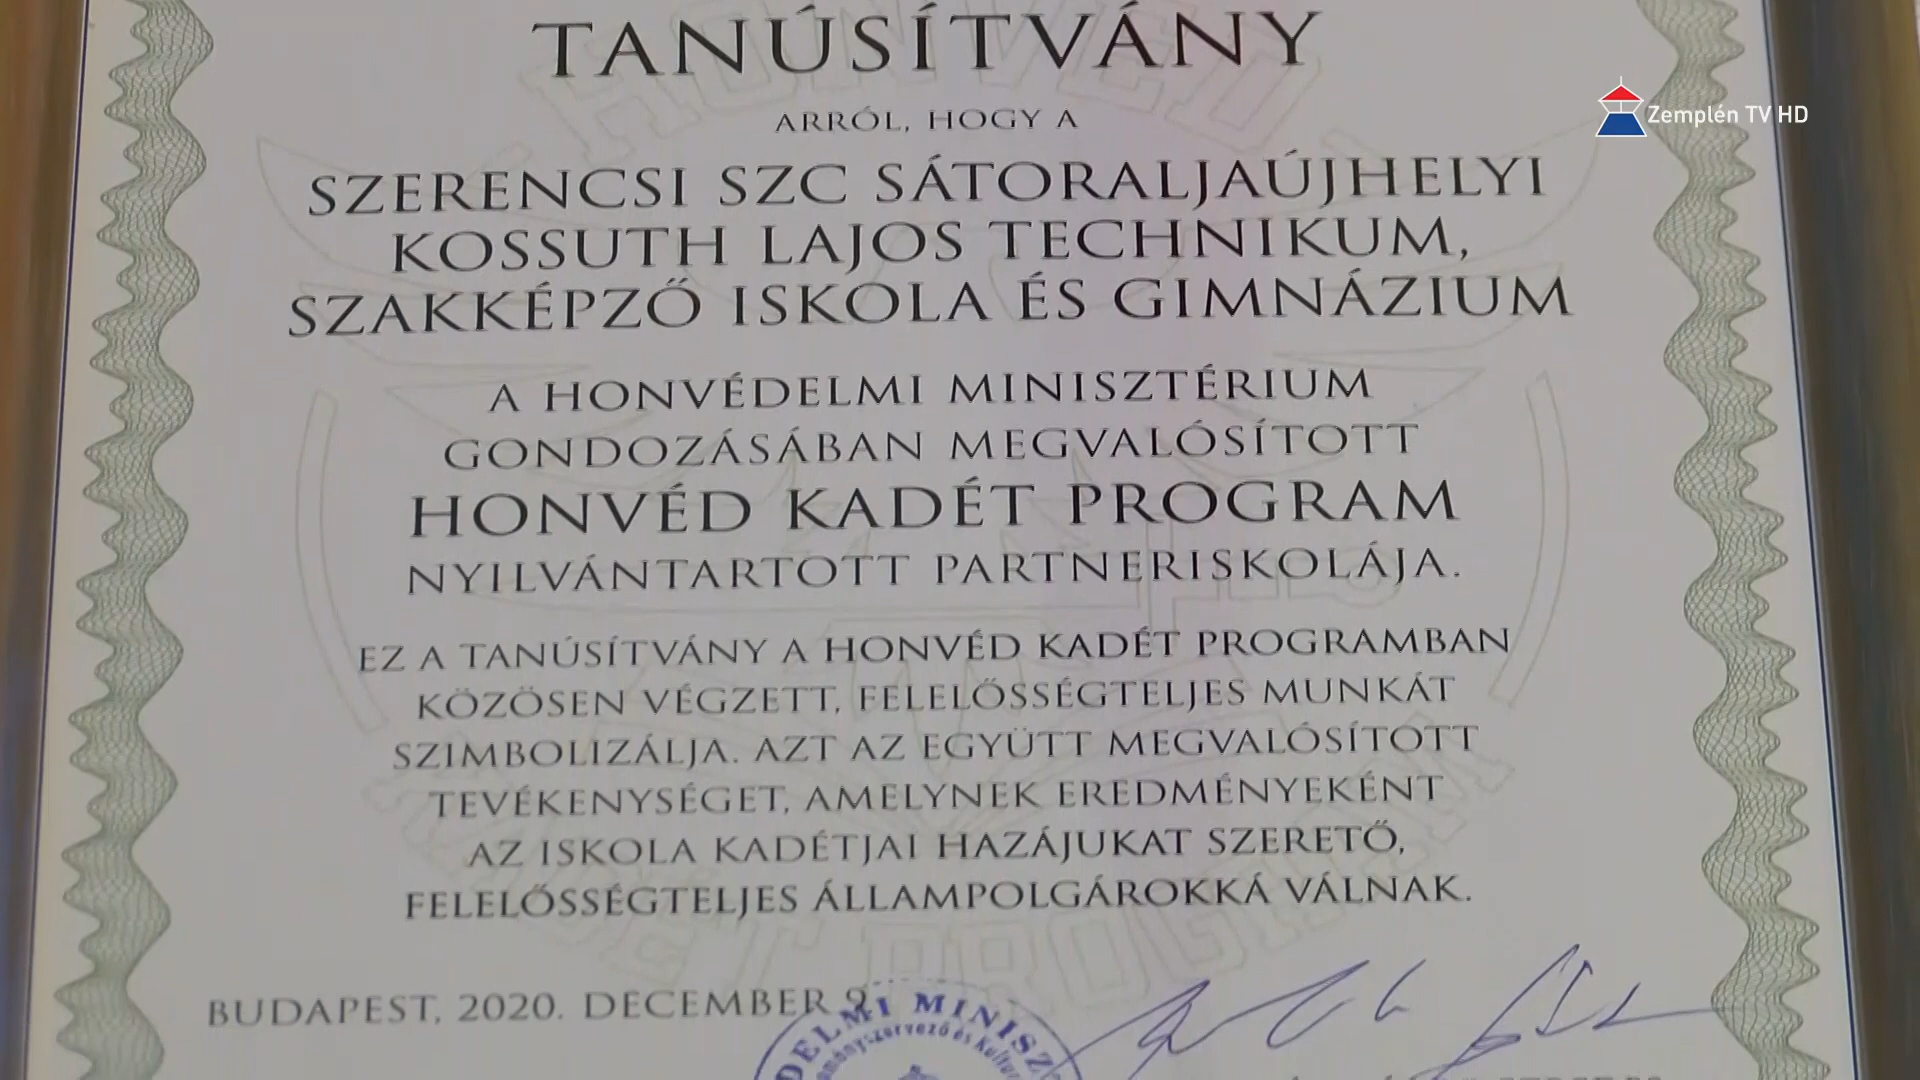 TANÚSÍTVÁNY
ARRÓL, HOGY A
Zemplén TV HD
SZERENCSI SZC SÁTORALJAÚJHELYI
KOSSUTH LAJOS TECHNIKUM,
SZAKKÉPZŐ ISKOLA ÉS GIMNÁZIUM
A HONVÉDELMI MINISZTÉRIUM
GONDOZÁSÁBAN MEGVALÓSÍTOTT
HONVÉD KADÉT PROGRAM
NYILVÁNTARTOTT PARTNERISKOLÁJA.
EZ A TANÚSÍTVÁNY A HONVÉD KADÉT PROGRAMBAN
KÖZÖSEN VÉGZETT, FELELŐSSÉGTELJES MUNKÁT
SZIMBOLIZÁLJA. AZT AZ EGYÜTT MEGVALÓSÍTOTT
TEVÉKENYSÉGET, AMELYNEK EREDMÉNYEKÉNT
AZ ISKOLA KADÉTJAI HAZÁJUKAT SZERETŐ,
FELELŐSSÉGTELJES ÁLLAMPOLGÁROKKÁ VÁLNAK.
BUDAPEST, 2020. DECEMBER 9.